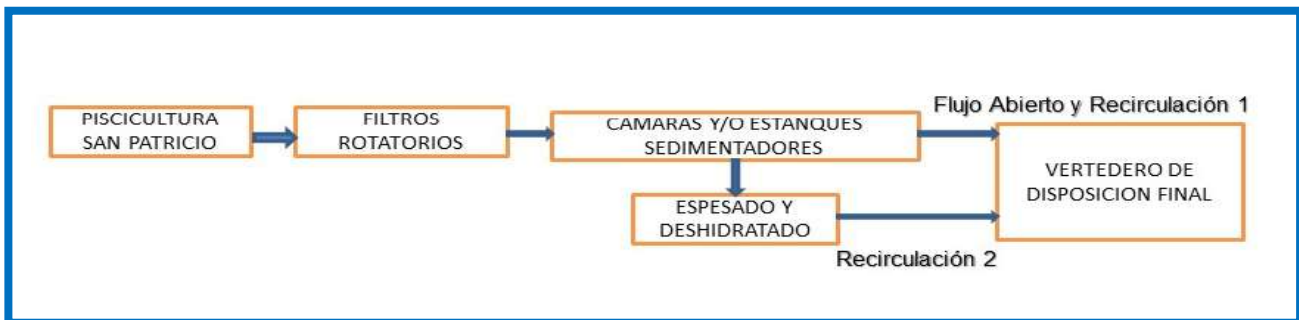 Flujo Abierto y Recirculación 1
PISCICULTURA
SAN PATRICIO
FILTROS
ROTATORIOS
CAMARAS Y/O ESTANQUES
SEDIMENTADORES
VERTEDERO DE
DISPOSICION FINAL
ESPESADO Y
DESHIDRATADO
Recirculación 2